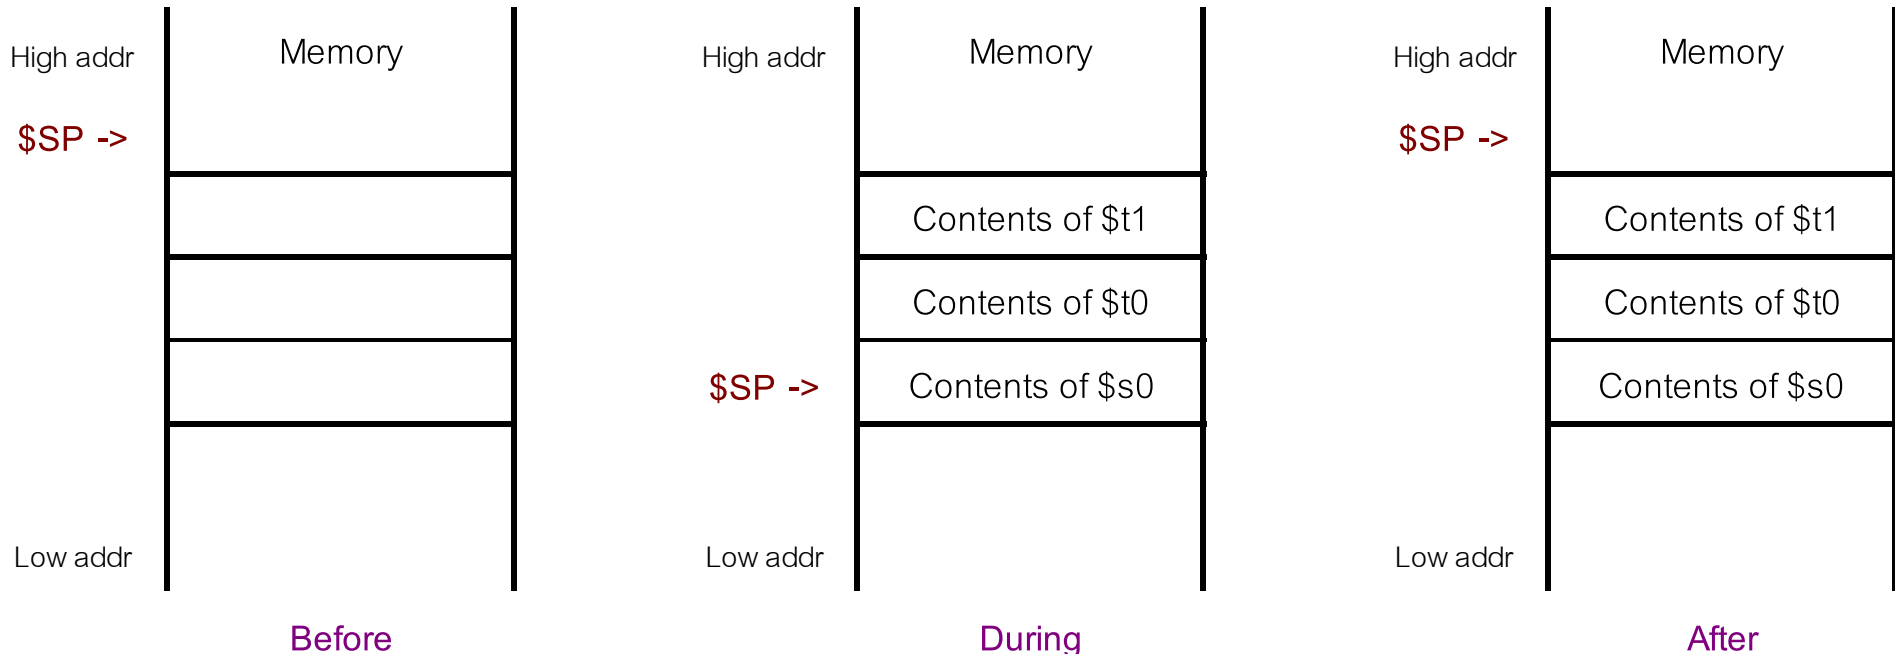 High addr
Memory
$SP ->
Low addr
Before
High addr
Memory
Contents of $t1
Contents of $t0
$SP ->
Contents of $s0
Low addr
During
High addr
Memory
$SP ->
Contents of $t1
Contents of $t0
Contents of $s0
Low addr
After